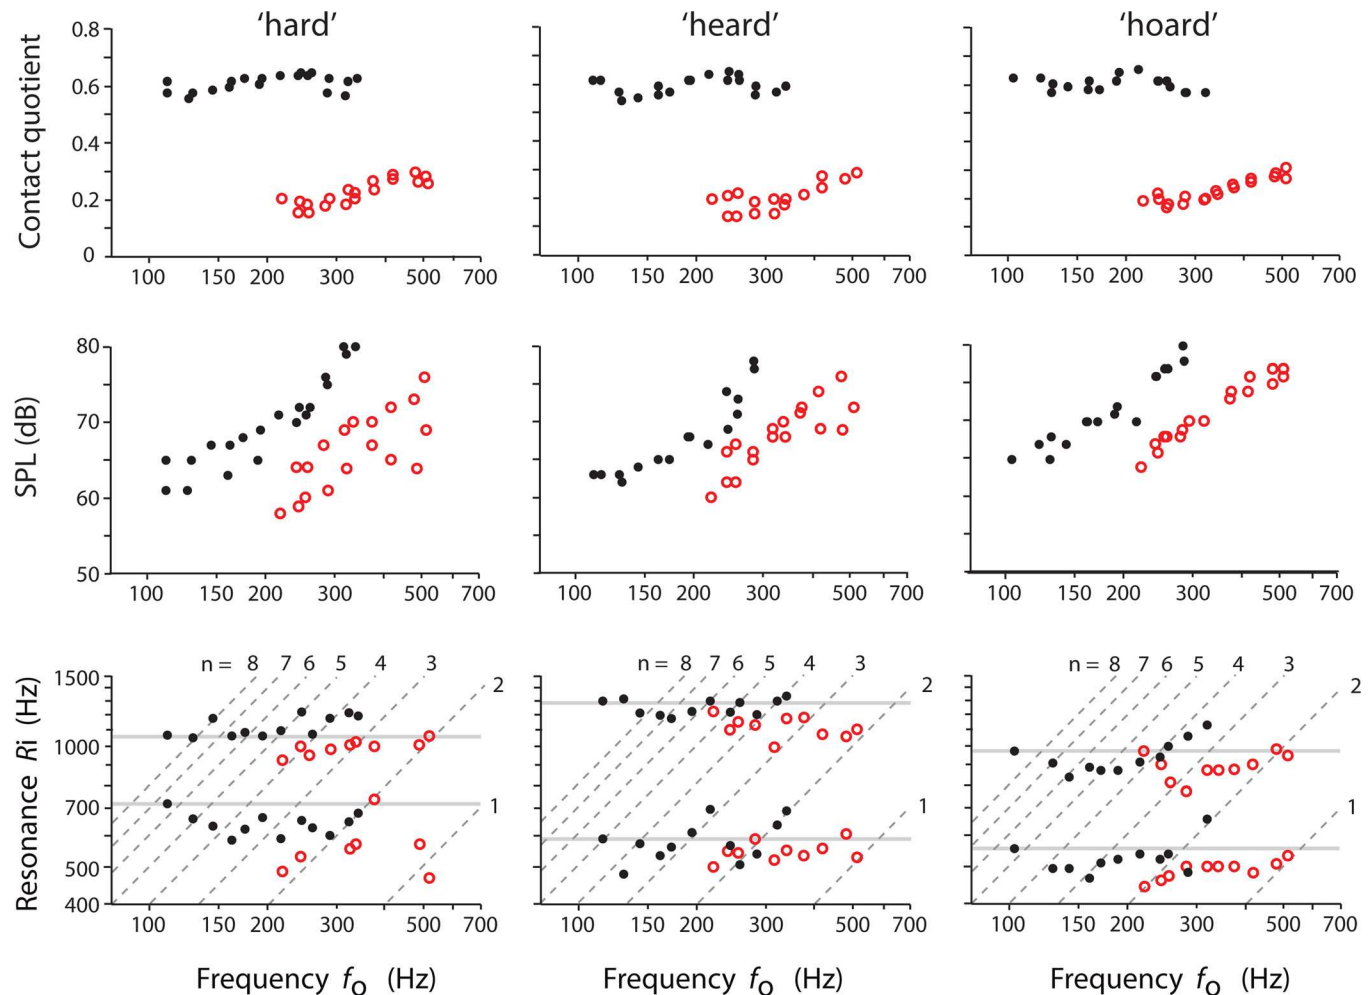 ‘hard’ ‘heard’ ‘hoard’
Contact quotient
0.8
0.6
0.4
0.2
0
100 150 200 300 500 700
100 150 200 300 500 700
100 150 200 300 500 700
SPL (dB)
80
70
60
50
100 150 200 300 500 700
100 150 200 300 500 700
100 150 200 300 500 700
Resonance Ri (Hz)
1500
1000
700
500
400
n = 8 7 6 5 4 3
2
1
n = 8 7 6 5 4 3
2
1
n = 8 7 6 5 4 3
2
1
100 150 200 300 500 700
100 150 200 300 500 700
100 150 200 300 500 700
Frequency fo (Hz)
Frequency fo (Hz)
Frequency fo (Hz)